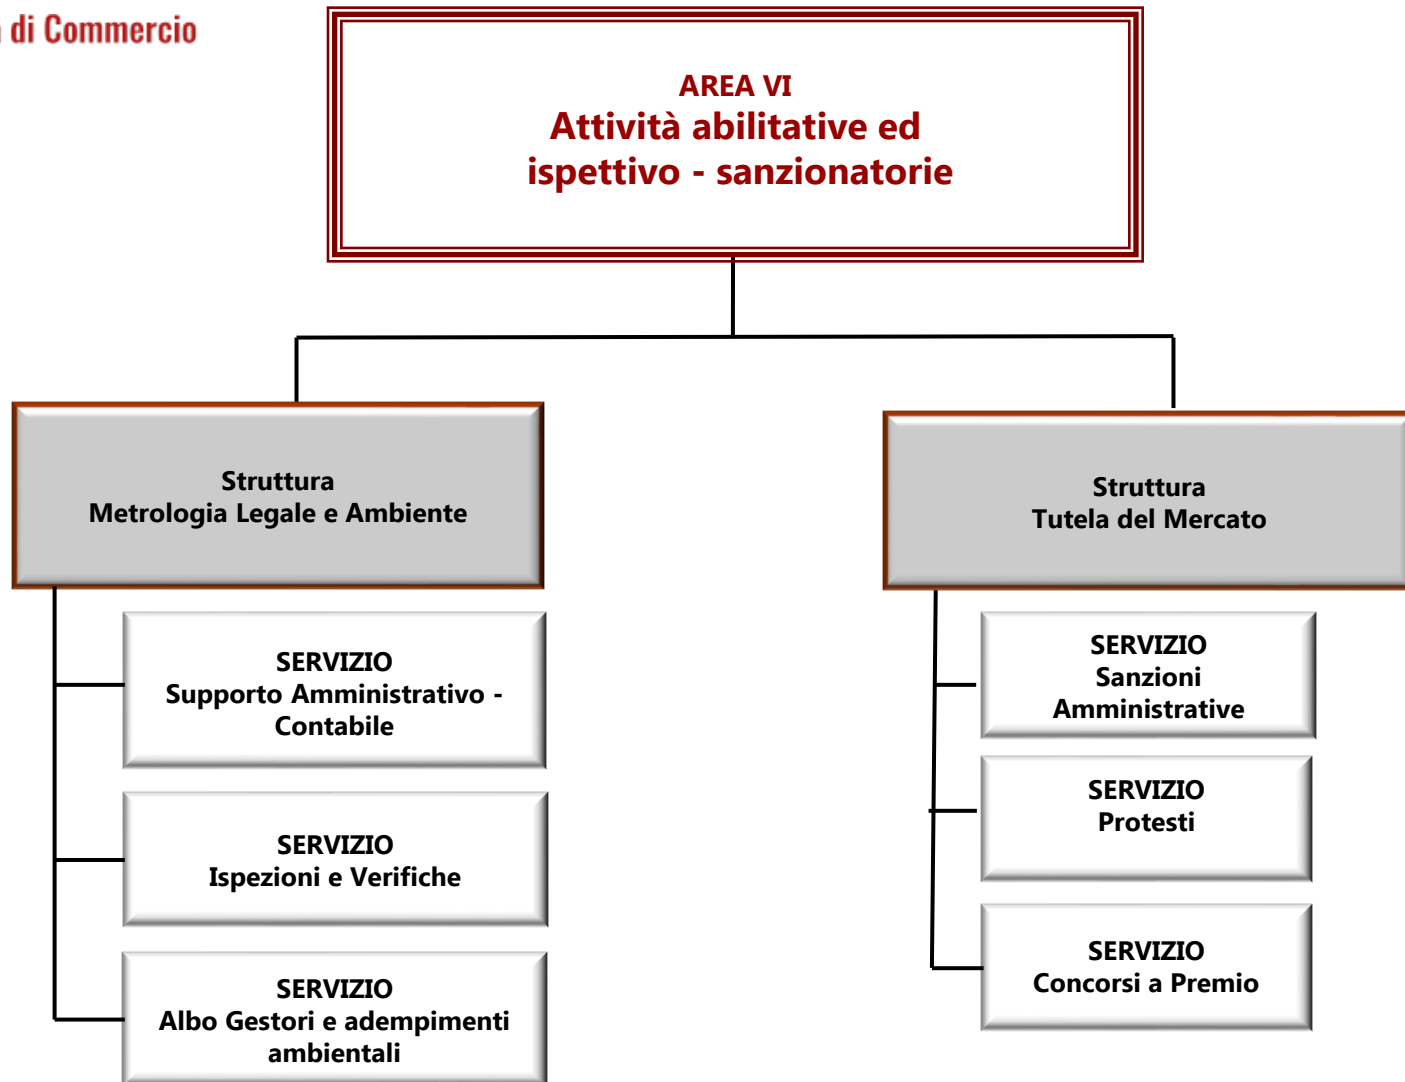 di Commercio
AREA VI
Attività abilitative ed
ispettivo - sanzionatorie
Struttura
Metrologia Legale e Ambiente
Struttura
Tutela del Mercato
SERVIZIO
Supporto Amministrativo -
Contabile
SERVIZIO
Ispezioni e Verifiche
SERVIZIO
Albo Gestori e adempimenti
ambientali
SERVIZIO
Sanzioni
Amministrative
SERVIZIO
Protesti
SERVIZIO
Concorsi a Premio